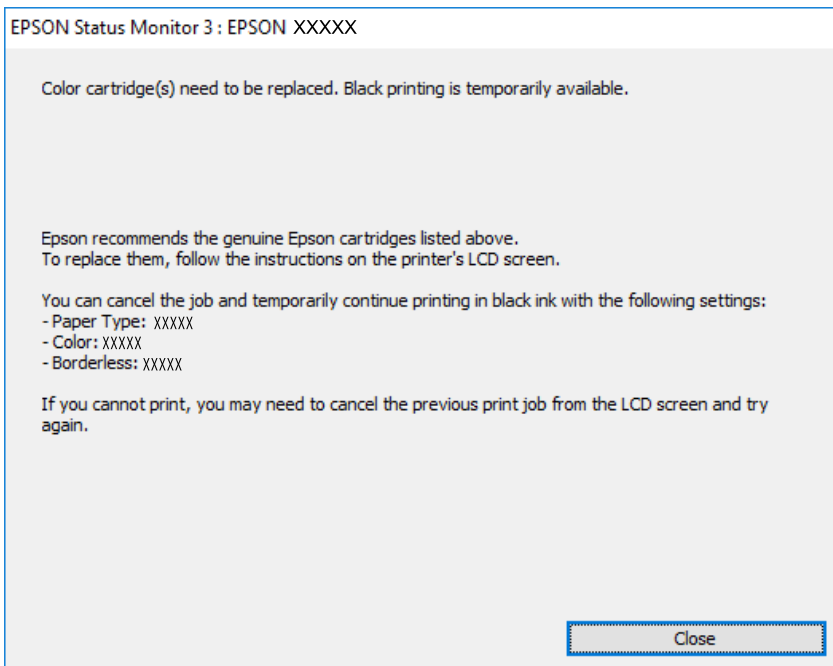 EPSON Status Monitor 3 : EPSON XXXXX
Color cartridge(s) need to be replaced. Black printing is temporarily available.
Epson recommends the genuine Epson cartridges listed above.
To replace them, follow the instructions on the printer's LCD screen.
You can cancel the job and temporarily continue printing in black ink with the following settings:
- Paper Type: XXXXX
- Color: XXXXX
- Borderless: XXXXX
If you cannot print, you may need to cancel the previous print job from the LCD screen and try
again.
Close